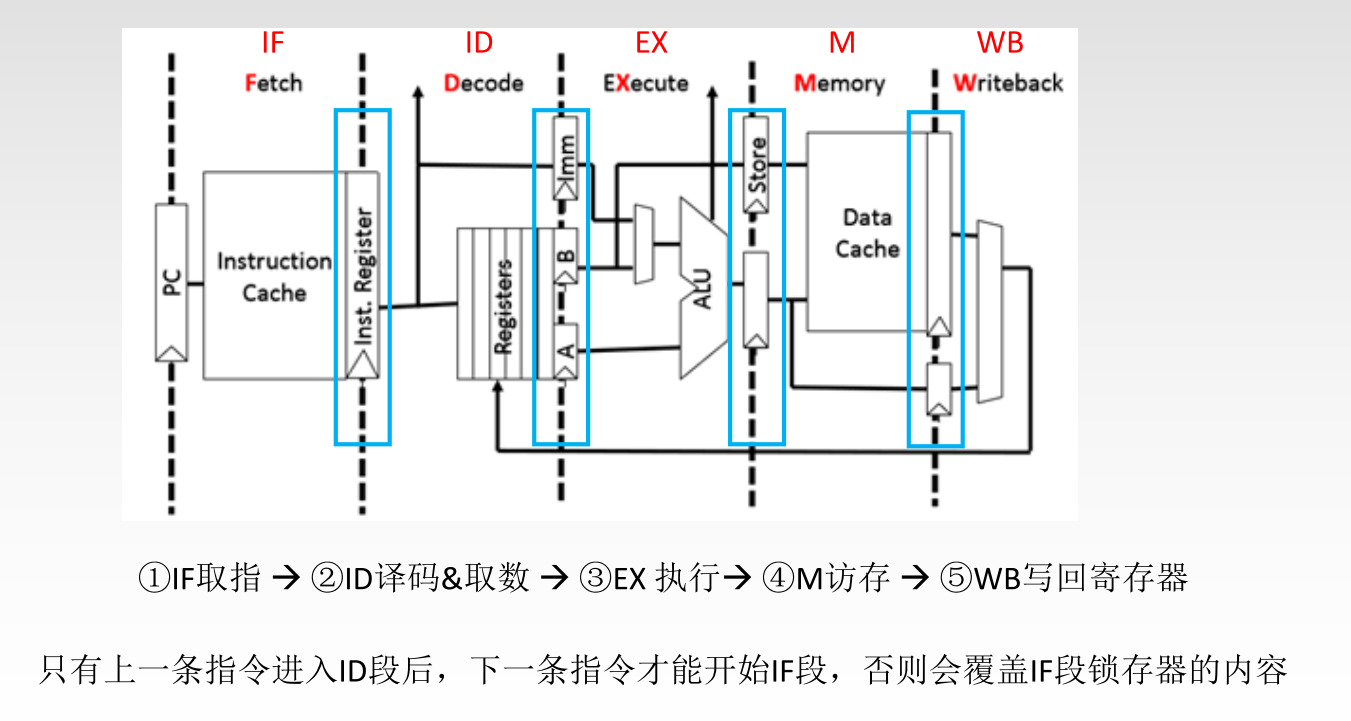 IF ID EX M WB
Fetch Decode EXecute Memory Writeback
PC
Instruction
Cache
Inst. Register
Registers
Imm
B
A
ALU
Store
Data
Cache
①IF取指 → ②ID译码&取数 → ③EX 执行→ ④M访存 → ⑤WB写回寄存器
只有上一条指令进入ID段后，下一条指令才能开始IF段，否则会覆盖IF段锁存器的内容